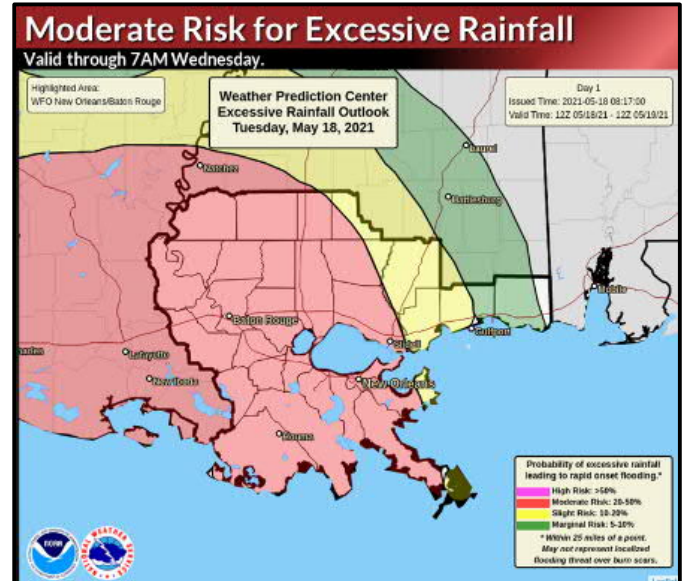 Moderate Risk for Excessive Rainfall
Valid through 7AM Wednesday.
Highlighted Area:
WFO New Orleans/Baton Rouge
Weather Prediction Center
Excessive Rainfall Outlook
Tuesday, May 18, 2021
Day 1
Issued Time: 2021-05-18 08:17:00
Valid Time: 12Z 05/18/21 - 12Z 05/19/21
Laurel
Natchez
Hattiesburg
Mobile
Baton Rouge
Gulfport
Slidell
Lafayette
New Iberia
New Orleans
Houma
Probability of excessive rainfall
leading to rapid onset flooding.*
High Risk: >50%
Moderate Risk: 20-50%
Slight Risk: 10-20%
Marginal Risk: 5-10%
* Within 25 miles of a point.
May not represent localized
flooding threat over burn scars.
NOAA
NATIONAL WEATHER SERVICE
Leaflet